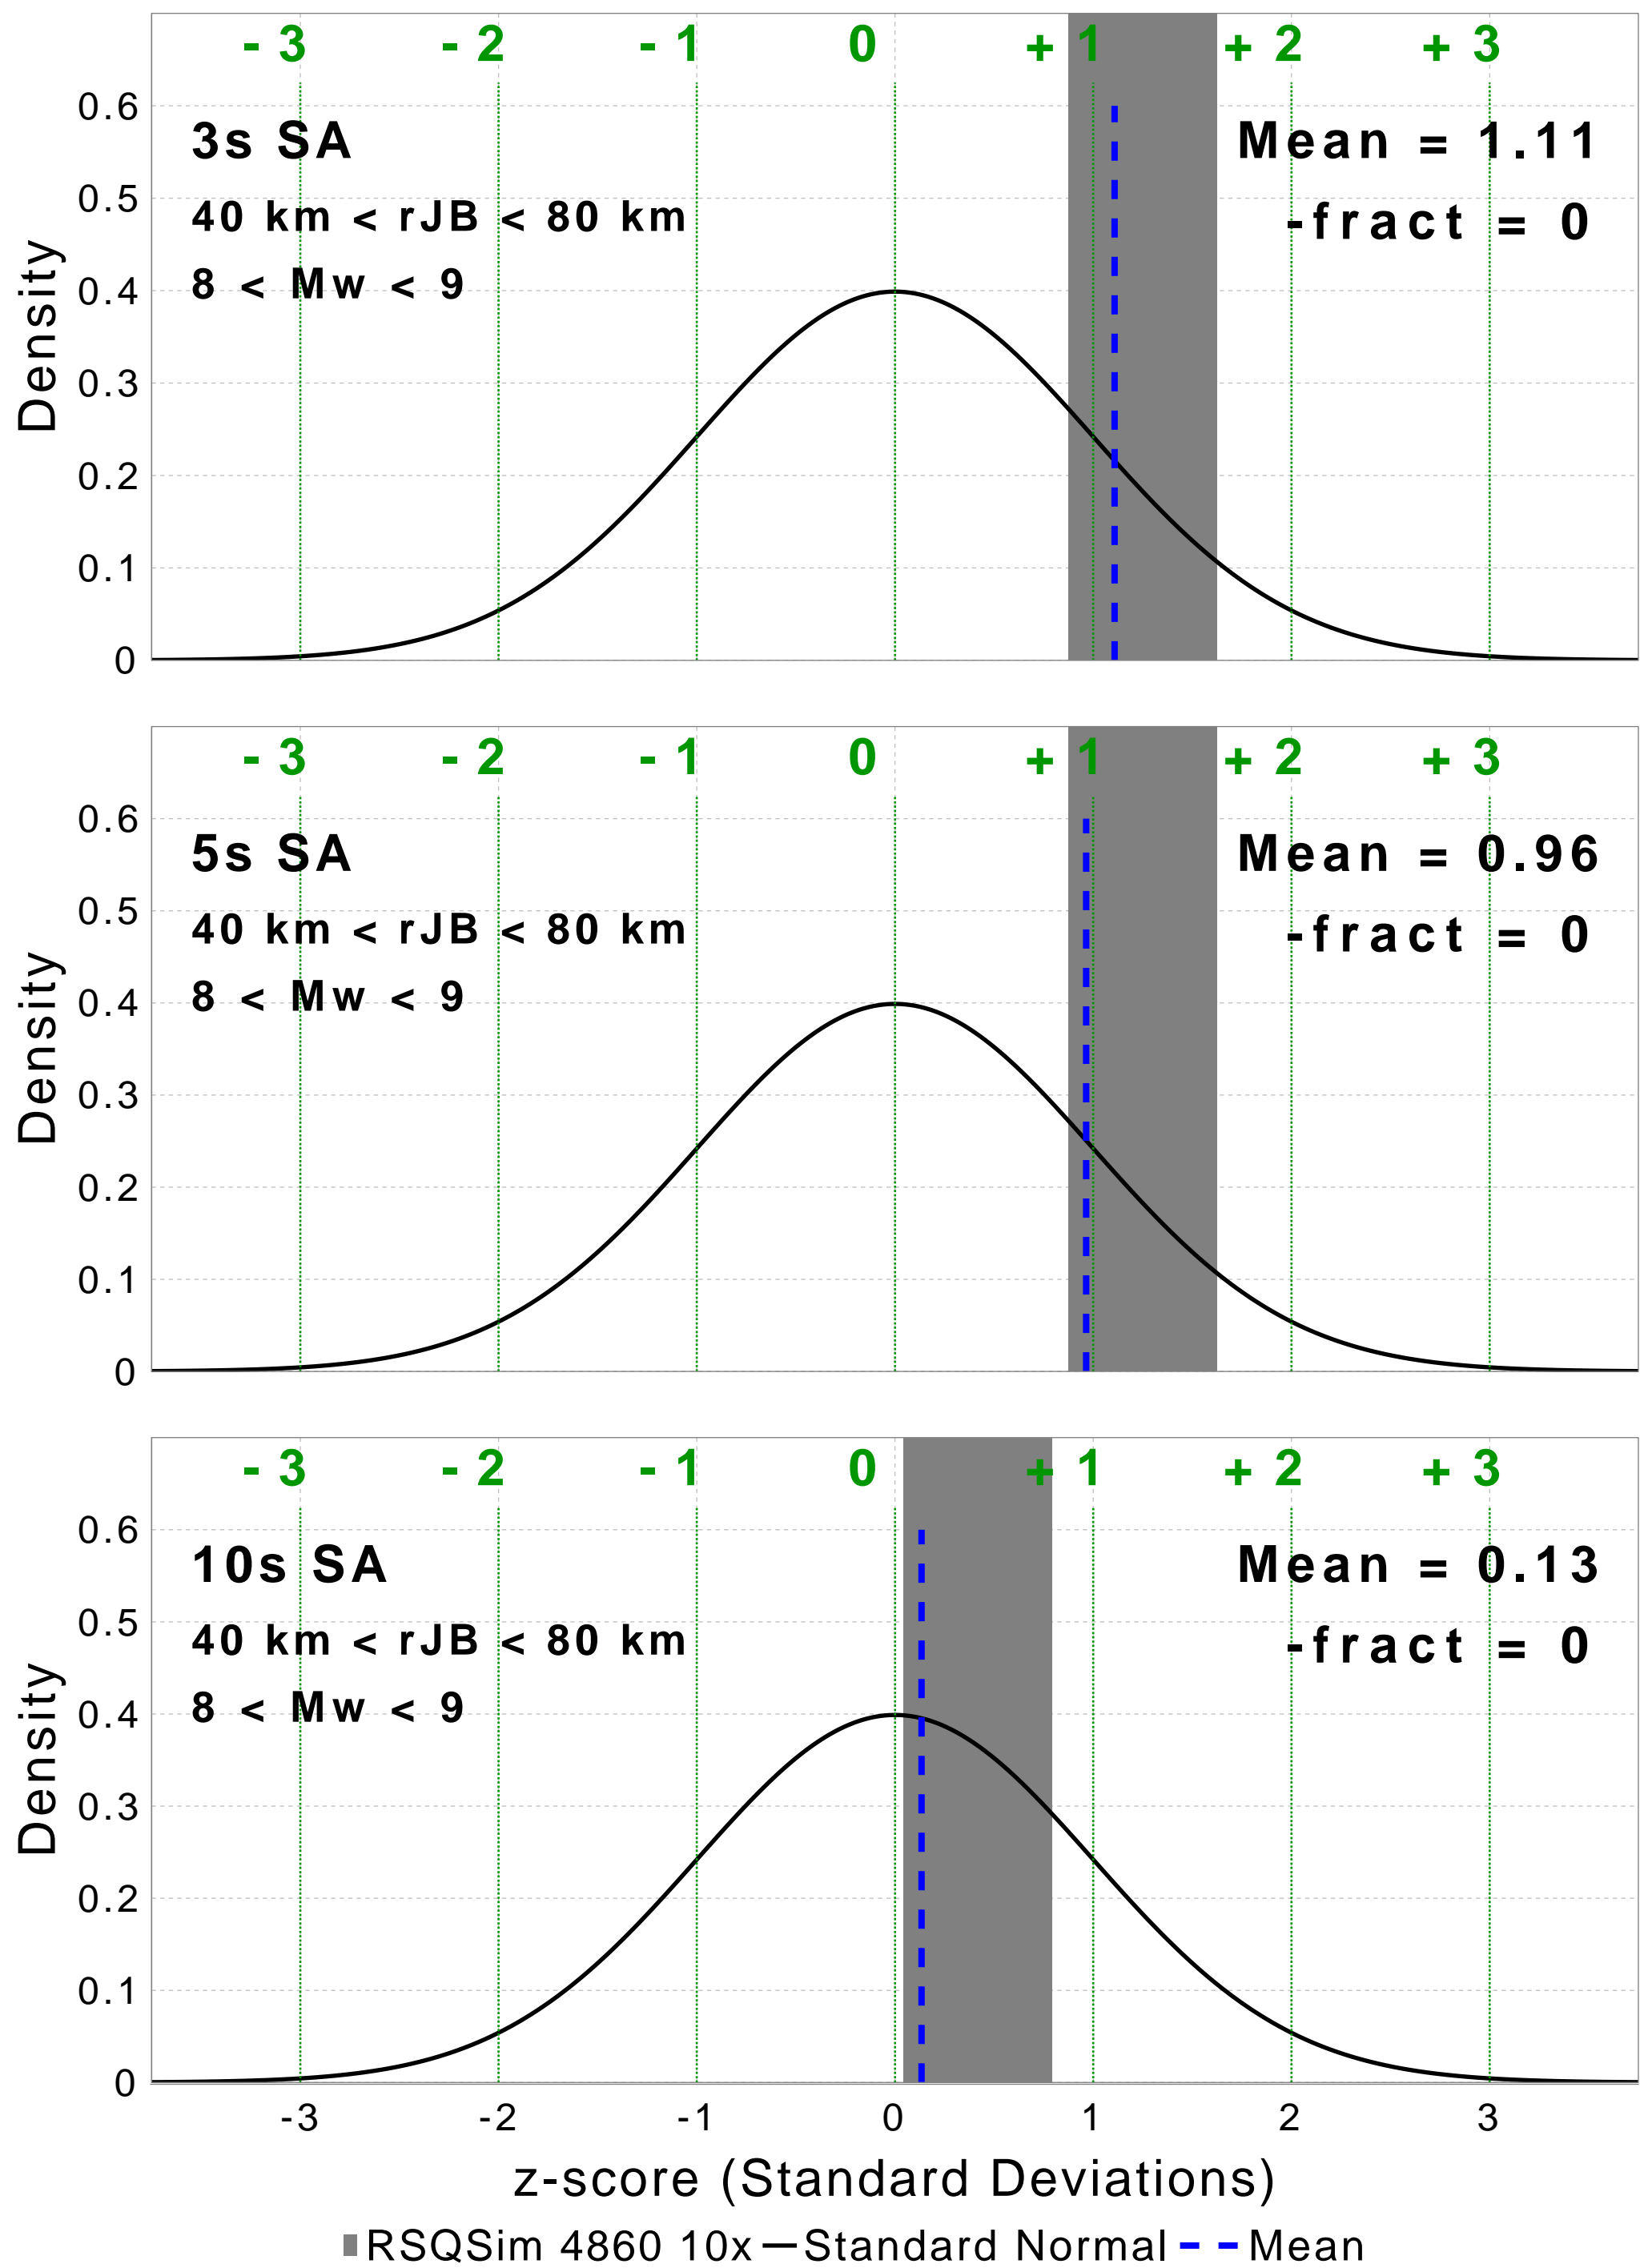 - 3 - 2 - 1 0 + 1 + 2 + 3
0.6
3s SA Mean = 1.11
0.5
40 km < rJB < 80 km -fract = 0
0.4
8 < Mw < 9
0.3
0.2
0.1
0
Density
- 3 - 2 - 1 0 + 1 + 2 + 3
0.6
5s SA Mean = 0.96
0.5
40 km < rJB < 80 km -fract = 0
0.4
8 < Mw < 9
0.3
0.2
0.1
0
Density
- 3 - 2 - 1 0 + 1 + 2 + 3
0.6
10s SA Mean = 0.13
0.5
40 km < rJB < 80 km -fract = 0
0.4
8 < Mw < 9
0.3
0.2
0.1
0
Density
-3 -2 -1 0 1 2 3
z-score (Standard Deviations)
RSQSim 4860 10x Standard Normal Mean